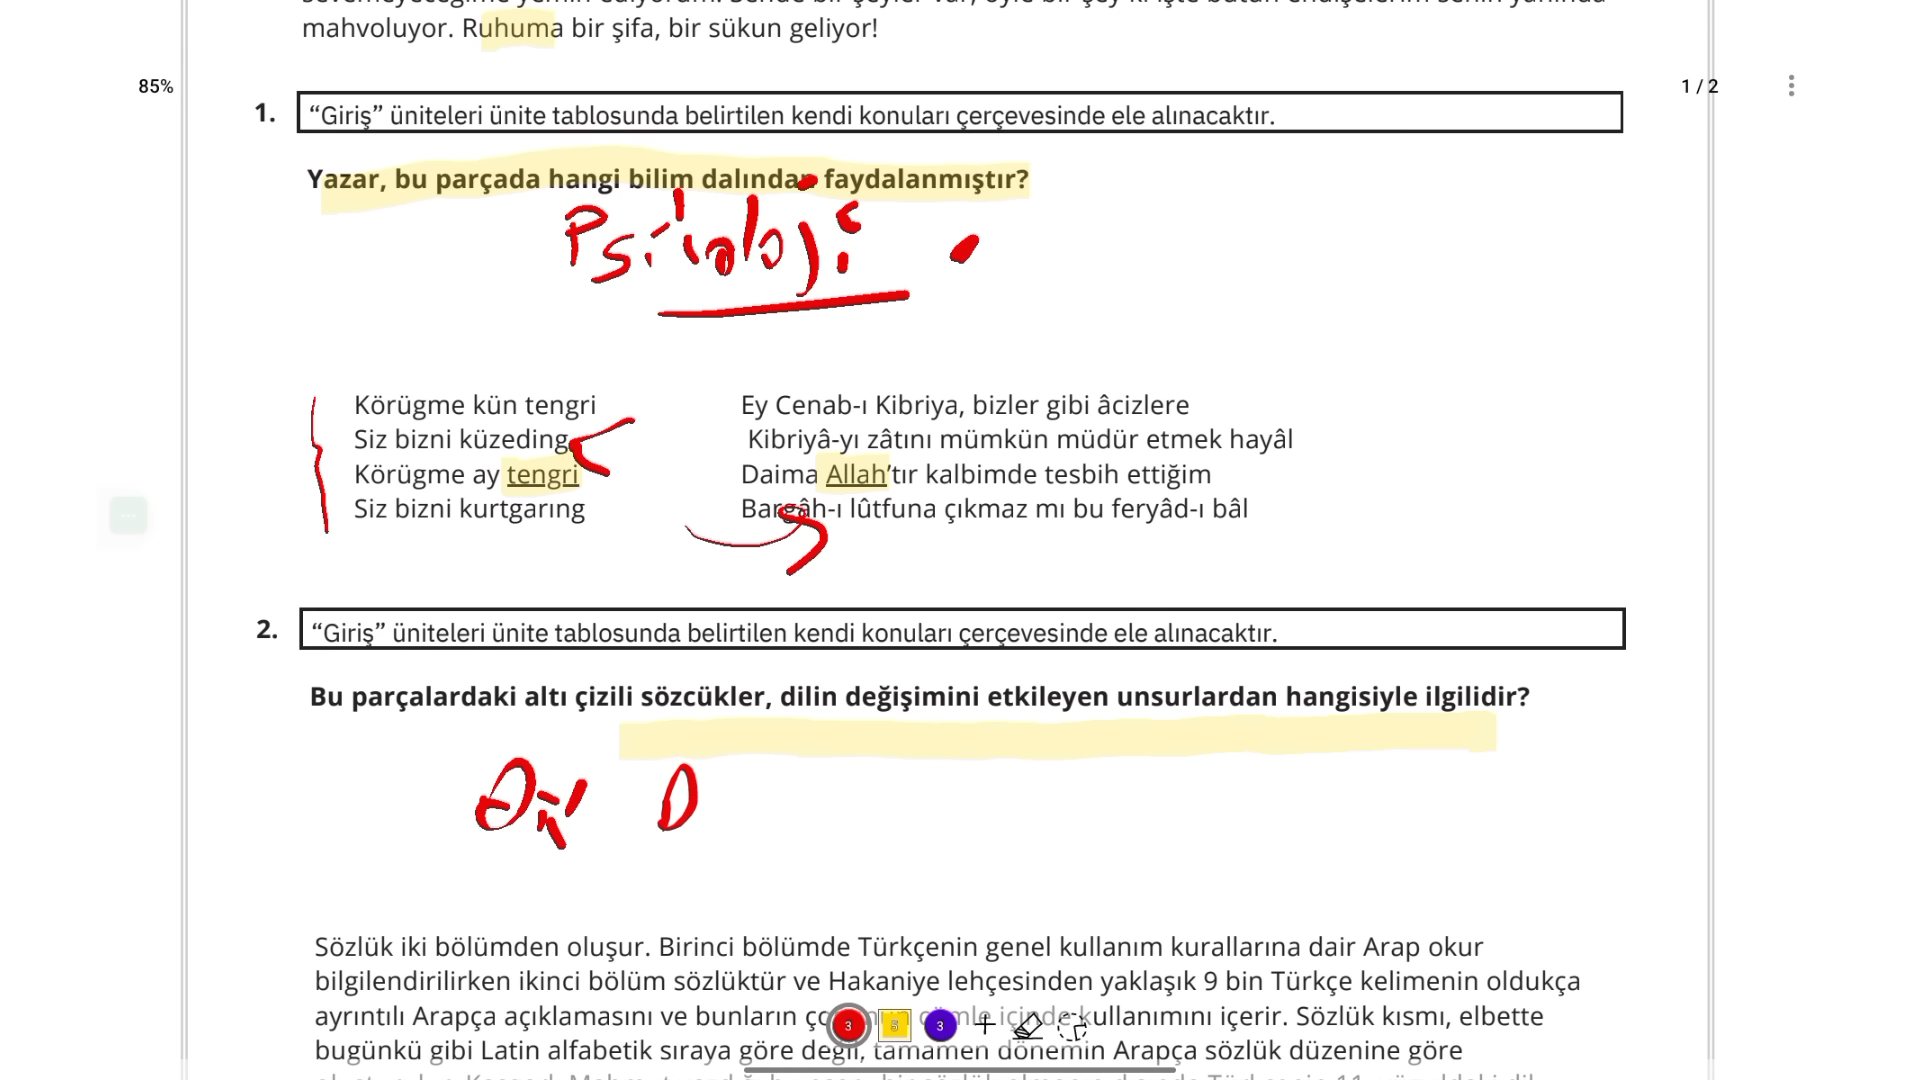 mahvoluyor. Ruhuma bir şifa, bir sükun geliyor!
85%
1 / 2
1.
“Giriş” üniteleri ünite tablosunda belirtilen kendi konuları çerçevesinde ele alınacaktır.
Yazar, bu parçada hangi bilim dalından faydalanmıştır?
Psikoloji
Körügme kün tengri
Siz bizni küzeding
Körügme ay tengri
Siz bizni kurtgarıng
Ey Cenab-ı Kibriya, bizler gibi âcizlere
Kibriyâ-yı zâtını mümkün müdür etmek hayâl
Daima Allah’tır kalbimde tesbih ettiğim
Bargâh-ı lûtfuna çıkmaz mı bu feryâd-ı bâl
2.
“Giriş” üniteleri ünite tablosunda belirtilen kendi konuları çerçevesinde ele alınacaktır.
Bu parçalardaki altı çizili sözcükler, dilin değişimini etkileyen unsurlardan hangisiyle ilgilidir?
D
Sözlük iki bölümden oluşur. Birinci bölümde Türkçenin genel kullanım kurallarına dair Arap okur
bilgilendirilirken ikinci bölüm sözlüktür ve Hakaniye lehçesinden yaklaşık 9 bin Türkçe kelimenin oldukça
ayrıntılı Arapça açıklamasını ve bunların içinde kullanımını içerir. Sözlük kısmı, elbette
3
5
3
bugünkü gibi Latin alfabetik sıraya göre değil, tamamen dönemin Arapça sözlük düzenine göre